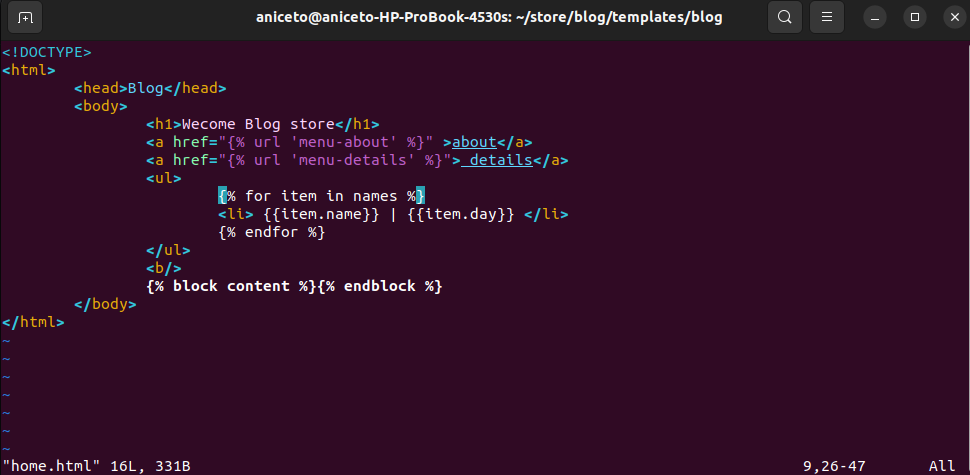 aniceto@aniceto-HP-ProBook-4530s: ~/store/blog/templates/blog
<!DOCTYPE>
<html>
        <head>Blog</head>
        <body>
                <h1>Wecome Blog store</h1>
                <a href="{% url 'menu-about' %}" >about</a>
                <a href="{% url 'menu-details' %}"> details</a>
                <ul>
                        {% for item in names %}
                        <li> {{item.name}} | {{item.day}} </li>
                        {% endfor %}
                </ul>
                <b/>
                {% block content %}{% endblock %}
        </body>
</html>
~
~
~
~
~
~
~
"home.html" 16L, 331B 9,26-47 All